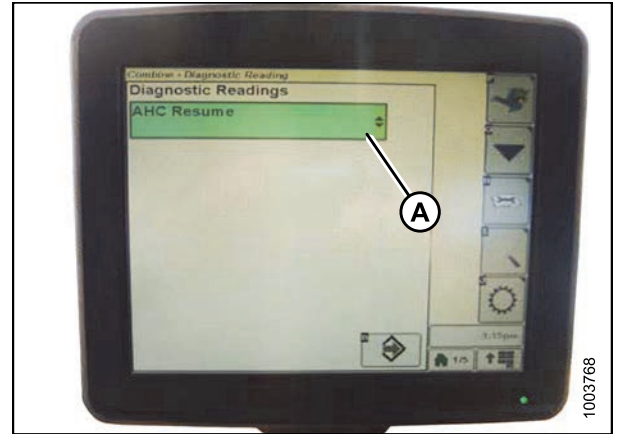 Combine - Diagnostic Reading
Diagnostic Readings
AHC Resume
A
3:15pm
1/5
1003768